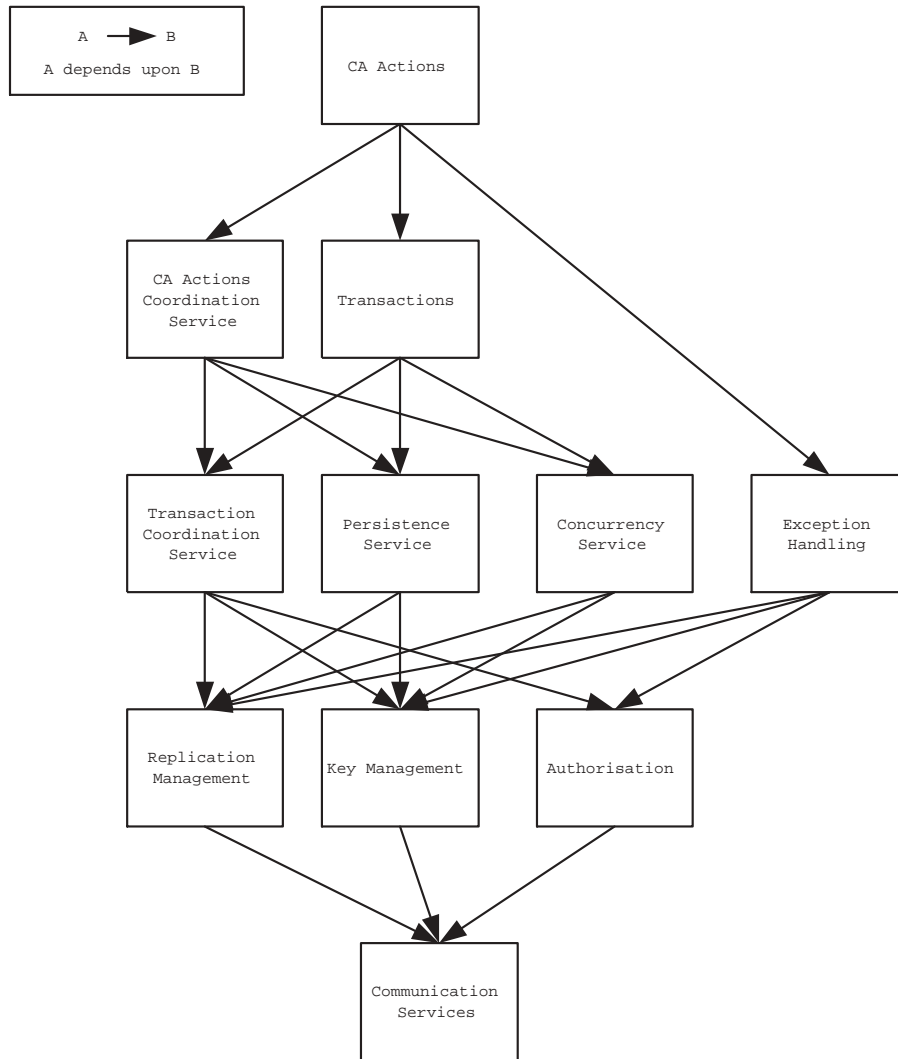 A B
A depends upon B
CA Actions
CA Actions
Coordination
Service
Transactions
Transaction
Coordination
Service
Persistence
Service
Concurrency
Service
Exception
Handling
Replication
Management
Key Management
Authorisation
Communication
Services